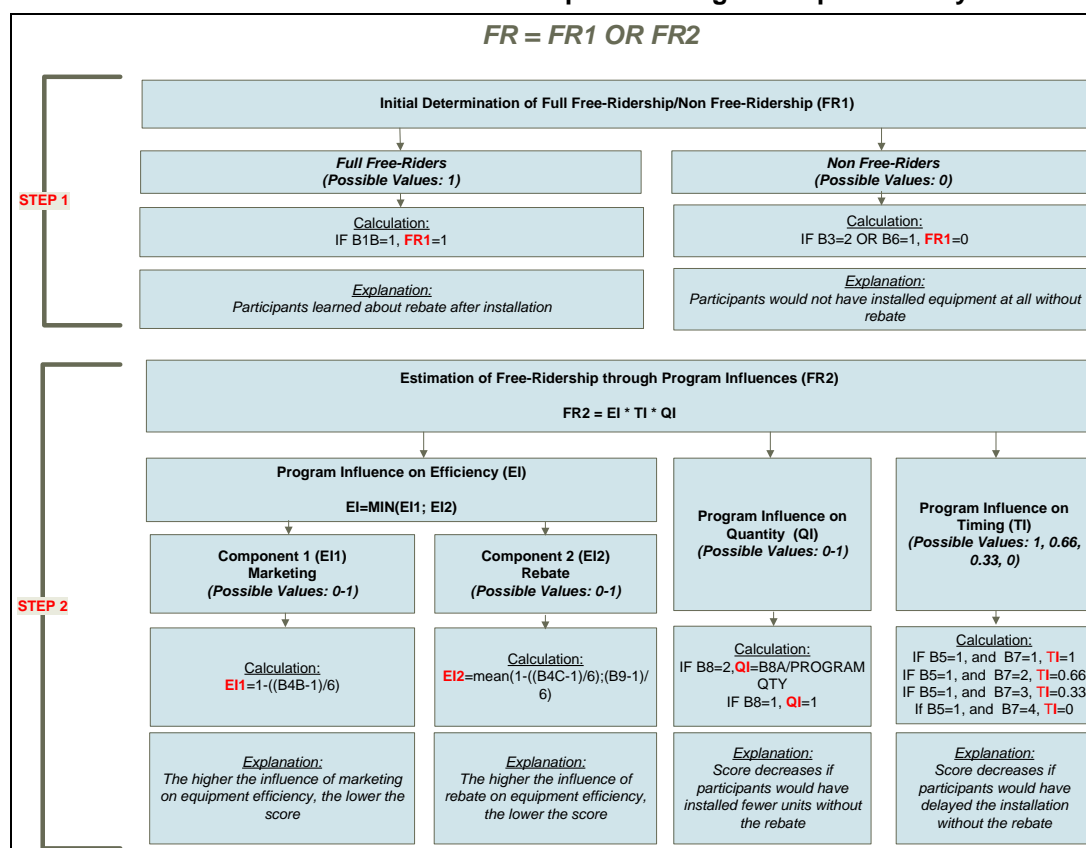 FR = FR1 OR FR2
STEP 1
Initial Determination of Full Free-Ridership/Non Free-Ridership (FR1)
Full Free-Riders
(Possible Values: 1)
Non Free-Riders
(Possible Values: 0)
Calculation:
IF B1B=1, FR1=1
Calculation:
IF B3=2 OR B6=1, FR1=0
Explanation:
Participants learned about rebate after installation
Explanation:
Participants would not have installed equipment at all without
rebate
STEP 2
Estimation of Free-Ridership through Program Influences (FR2)
FR2 = EI * TI * QI
Program Influence on Efficiency (EI)
EI=MIN(EI1; EI2)
Component 1 (EI1)
Marketing
(Possible Values: 0-1)
Component 2 (EI2)
Rebate
(Possible Values: 0-1)
Program Influence on
Quantity (QI)
(Possible Values: 0-1)
Program Influence on
Timing (TI)
(Possible Values: 1, 0.66,
0.33, 0)
Calculation:
EI1=1-((B4B-1)/6)
Calculation:
EI2=mean(1-((B4C-1)/6);(B9-1)/
6)
Calculation:
IF B8=2,QI=B8A/PROGRAM
QTY
IF B8=1, QI=1
Calculation:
IF B5=1, and B7=1, TI=1
IF B5=1, and B7=2, TI=0.66
IF B5=1, and B7=3, TI=0.33
If B5=1, and B7=4, TI=0
Explanation:
The higher the influence of marketing
on equipment efficiency, the lower the
score
Explanation:
The higher the influence of
rebate on equipment efficiency,
the lower the score
Explanation:
Score decreases if
participants would have
installed fewer units without
the rebate
Explanation:
Score decreases if
participants would have
delayed the installation
without the rebate